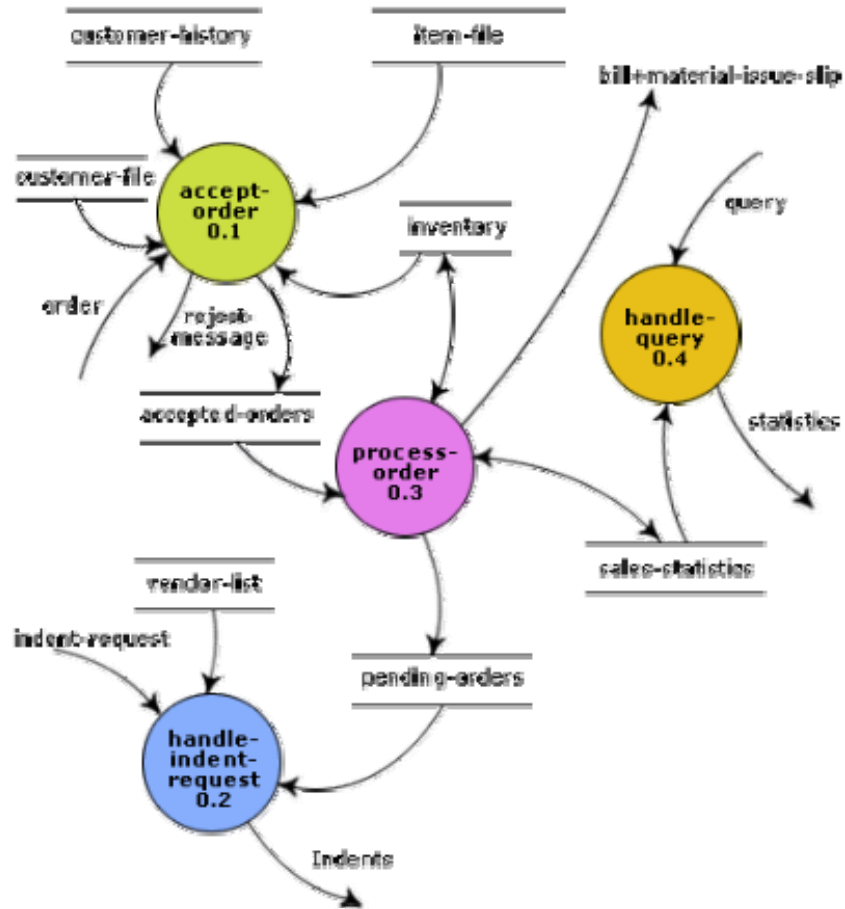 customer-history
item-file
bill+material-issue-slip
customer-file
accept-
order
0.1
inventory
query
order
reject-
message
handle-
query
0.4
accepted-orders
process-
order
0.3
statistics
vendor-list
sales-statistics
indent-request
pending-orders
handle-
indent-
request
0.2
Indents